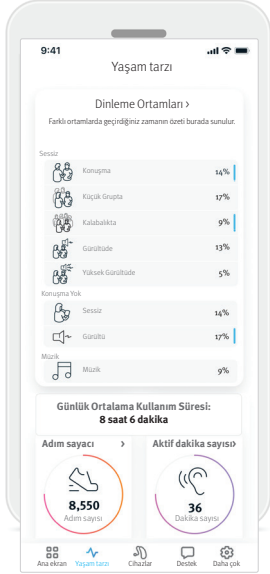 9:41
Yaşam tarzı
Dinleme Ortamları ›
Farklı ortamlarda geçirdiğiniz zamanın özeti burada sunulur.
Sessiz
Konuşma 14%
Küçük Grupta 17%
Kalabalıkta 9%
Gürültüde 13%
Yüksek Gürültüde 5%
Konuşma Yok
Sessiz 14%
Gürültü 17%
Müzik
Müzik 9%
Günlük Ortalama Kullanım Süresi:
8 saat 6 dakika
Adım sayacı › Aktif dakika sayısı›
8,550 36
Adım sayısı Dakika sayısı
Ana ekran Yaşam tarzı Cihazlar Destek Daha çok